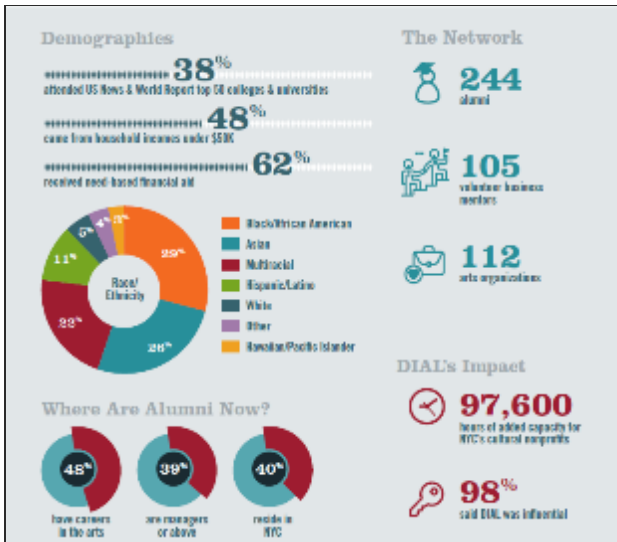 Demographics
38%
attended US News & World Report top 50 colleges & universities
48%
came from household incomes under $50K
62%
received need-based financial aid
Race/
Ethnicity
29%
26%
22%
11%
5%
4%
3%
Black/African American
Asian
Multiracial
Hispanic/Latino
White
Other
Hawaiian/Pacific Islander
Where Are Alumni Now?
48%
have careers
in the arts
39%
are managers
or above
40%
reside in
NYC
The Network
244
alumni
105
volunteer business
mentors
112
arts organizations
DIAL's Impact
97,600
hours of added capacity for
NYC's cultural nonprofits
98%
said DIAL was influential